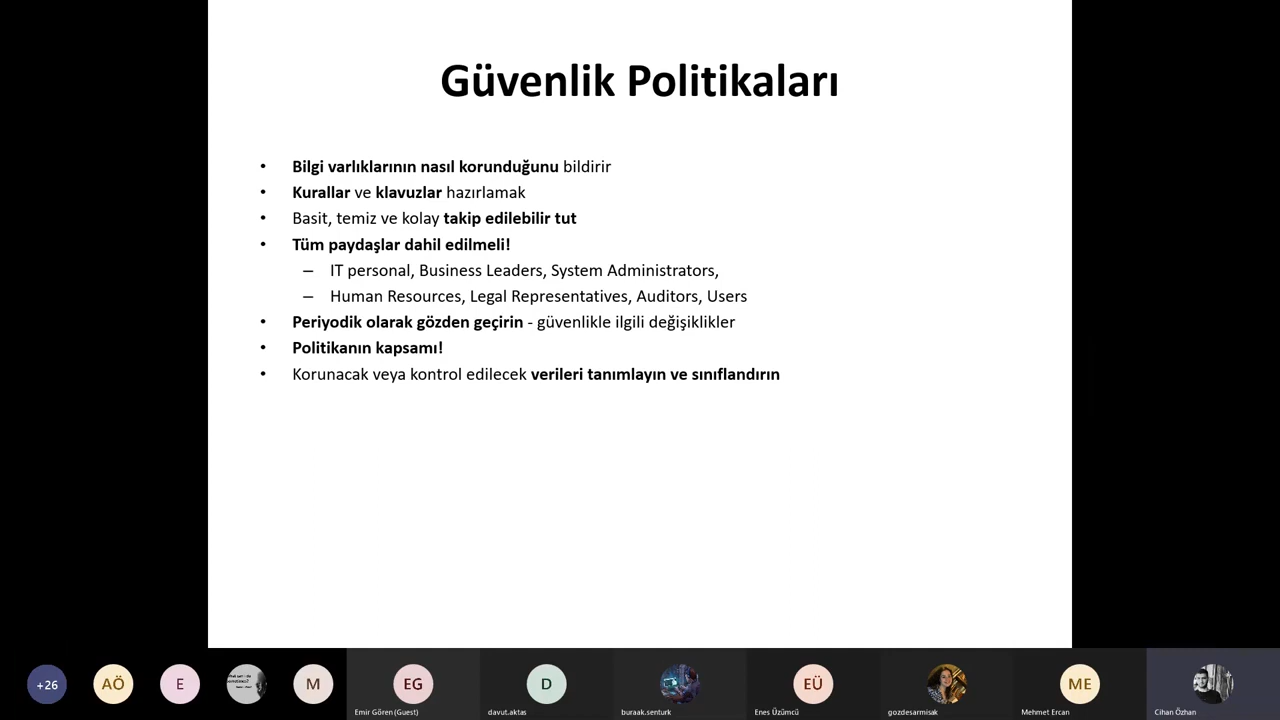 Güvenlik Politikaları
• Bilgi varlıklarının nasıl korunduğunu bildirir
• Kurallar ve klavuzlar hazırlamak
• Basit, temiz ve kolay takip edilebilir tut
• Tüm paydaşlar dahil edilmeli!
– IT personal, Business Leaders, System Administrators,
– Human Resources, Legal Representatives, Auditors, Users
• Periyodik olarak gözden geçirin - güvenlikle ilgili değişiklikler
• Politikanın kapsamı!
• Korunacak veya kontrol edilecek verileri tanımlayın ve sınıflandırın
+26 AÖ E M EG D EÜ ME
Emir Gören (Guest) davut.aktas buraak.senturk Enes Üzümcü gozdesarmisak Mehmet Ercan Cihan Özhan